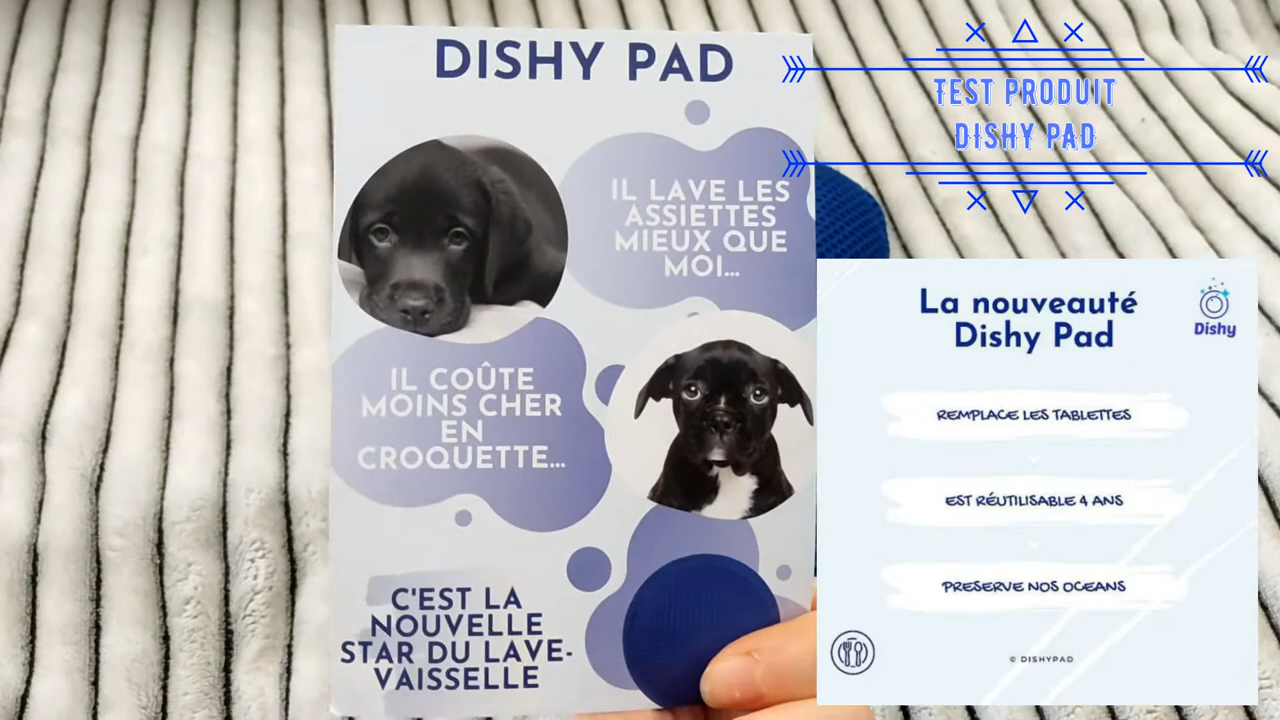 DISHY PAD
IL LAVE LES
ASSIETTES
MIEUX QUE
MOI...
IL COÛTE
MOINS CHER
EN
CROQUETTE...
C'EST LA
NOUVELLE
STAR DU LAVE-
VAISSELLE
TEST PRODUIT
DISHY PAD
La nouveauté
Dishy Pad
Dishy
REMPLACE LES TABLETTES
EST RÉUTILISABLE 4 ANS
PRESERVE NOS OCEANS
© DISHYPAD